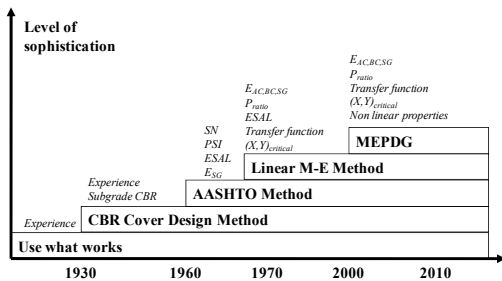 Level of
sophistication
E_AC,BC,SG
P_ratio
Transfer function
(X,Y)_critical
Non linear properties
MEPDG
E_AC,BC,SG
P_ratio
ESAL
Transfer function
(X,Y)_critical
Linear M-E Method
SN
PSI
ESAL
E_SG
AASHTO Method
Experience
Subgrade CBR
CBR Cover Design Method
Experience
Use what works
1930 1960 1970 2000 2010